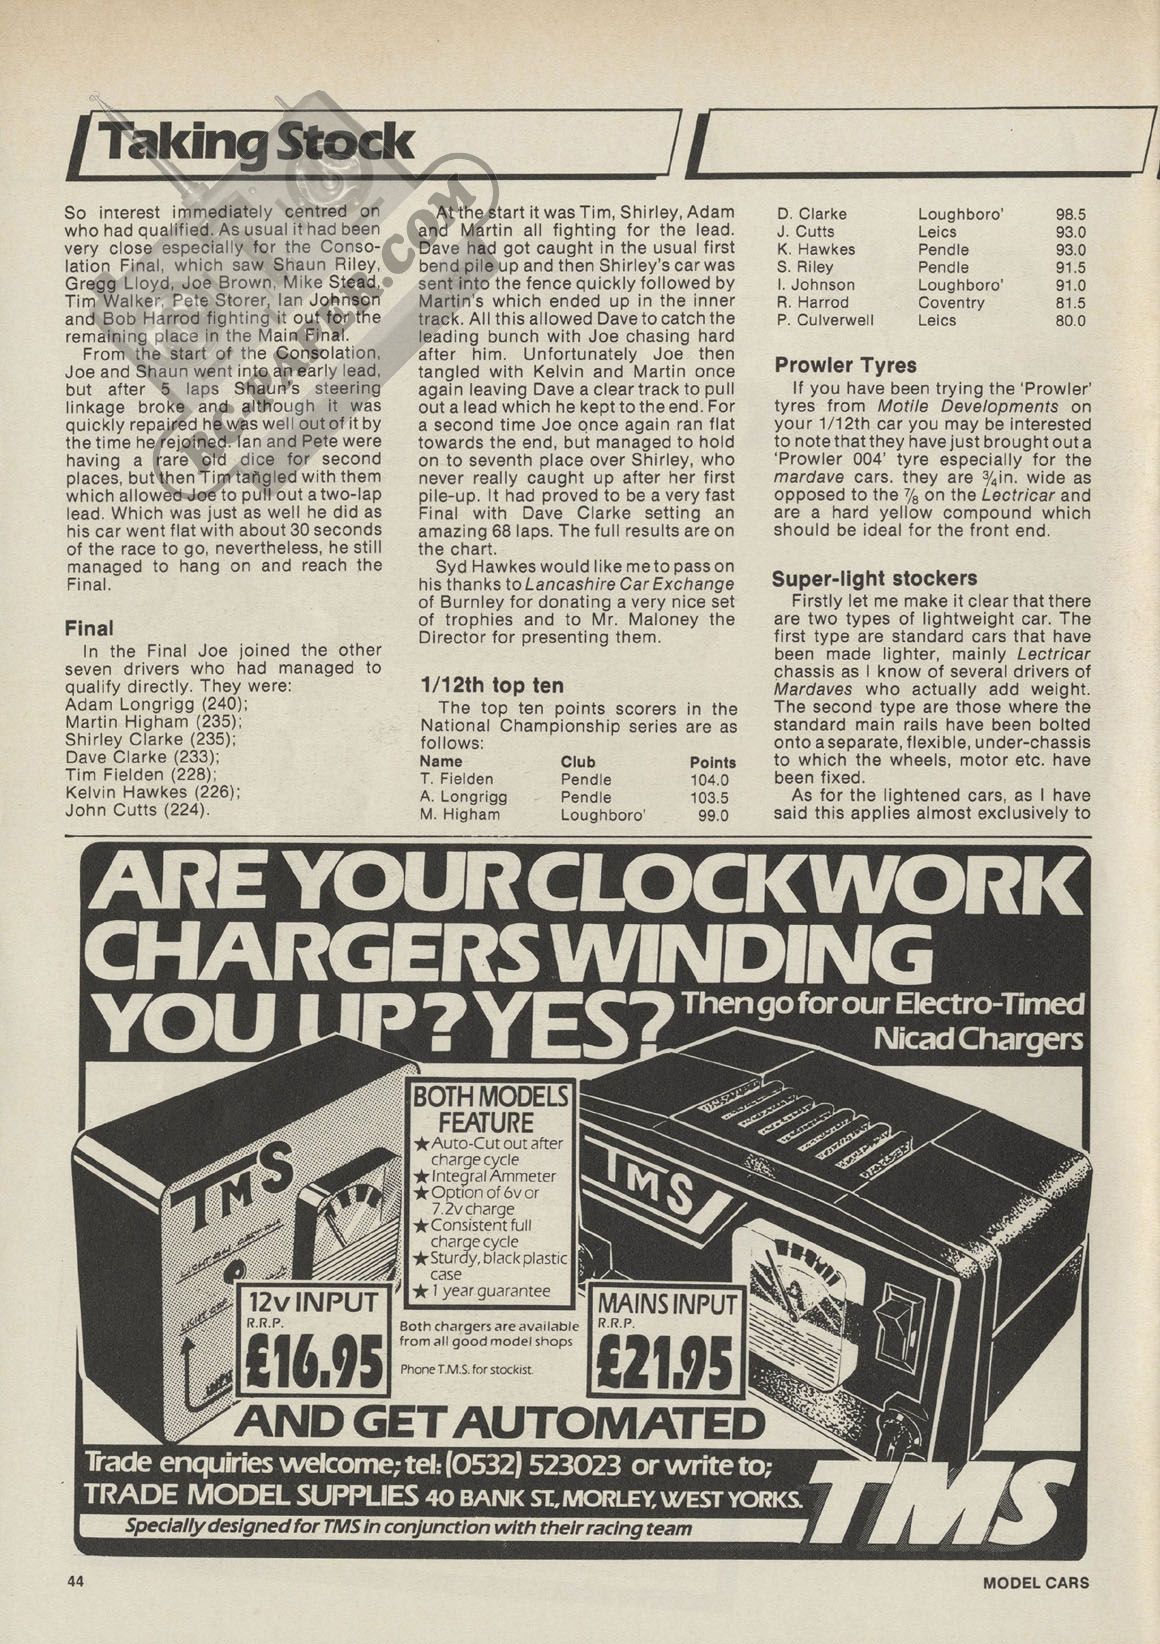 Taking Stock
So interest immediately centred on
who had qualified. As usual it had been
very close especially for the Conso-
lation Final, which saw Shaun Riley,
Gregg Lloyd, Joe Brown, Mike Stead,
Tim Walker, Pete Storer, Ian Johnson
and Bob Harrod fighting it out for the
remaining place in the Main Final.
From the start of the Consolation,
Joe and Shaun went into an early lead,
but after 5 laps Shaun's steering
linkage broke and although it was
quickly repaired he was well out of it by
the time he rejoined. Ian and Pete were
having a rare old dice for second
places, but then Tim tangled with them
which allowed Joe to pull out a two-lap
lead. Which was just as well he did as
his car went flat with about 30 seconds
of the race to go, nevertheless, he still
managed to hang on and reach the
Final.
Final
In the Final Joe joined the other
seven drivers who had managed to
qualify directly. They were:
Adam Longrigg (240);
Martin Higham (235);
Shirley Clarke (235);
Dave Clarke (233);
Tim Fielden (228);
Kelvin Hawkes (226);
John Cutts (224).
At the start it was Tim, Shirley, Adam
and Martin all fighting for the lead.
Dave had got caught in the usual first
bend pile up and then Shirley's car was
sent into the fence quickly followed by
Martin's which ended up in the inner
track. All this allowed Dave to catch the
leading bunch with Joe chasing hard
after him. Unfortunately Joe then
tangled with Kelvin and Martin once
again leaving Dave a clear track to pull
out a lead which he kept to the end. For
a second time Joe once again ran flat
towards the end, but managed to hold
on to seventh place over Shirley, who
never really caught up after her first
pile-up. It had proved to be a very fast
Final with Dave Clarke setting an
amazing 68 laps. The full results are on
the chart.
Syd Hawkes would like me to pass on
his thanks to Lancashire Car Exchange
of Burnley for donating a very nice set
of trophies and to Mr. Maloney the
Director for presenting them.
1/12th top ten
The top ten points scorers in the
National Championship series are as
follows:
Name Club Points
T. Fielden Pendle 104.0
A. Longrigg Pendle 103.5
M. Higham Loughboro' 99.0
D. Clarke Loughboro' 98.5
J. Cutts Leics 93.0
K. Hawkes Pendle 93.0
S. Riley Pendle 91.5
I. Johnson Loughboro' 91.0
R. Harrod Coventry 81.5
P. Culverwell Leics 80.0
Prowler Tyres
If you have been trying the 'Prowler'
tyres from Motile Developments on
your 1/12th car you may be interested
to note that they have just brought out a
'Prowler 004' tyre especially for the
mardave cars. they are 3/4in. wide as
opposed to the 7/8 on the Lectricar and
are a hard yellow compound which
should be ideal for the front end.
Super-light stockers
Firstly let me make it clear that there
are two types of lightweight car. The
first type are standard cars that have
been made lighter, mainly Lectricar
chassis as I know of several drivers of
Mardaves who actually add weight.
The second type are those where the
standard main rails have been bolted
onto a separate, flexible, under-chassis
to which the wheels, motor etc. have
been fixed.
As for the lightened cars, as I have
said this applies almost exclusively to
RC-PAPER.COM
ARE YOUR CLOCKWORK
CHARGERS WINDING
YOU UP? YES?
Then go for our Electro-Timed
Nicad Chargers
BOTH MODELS
FEATURE
★Auto-Cut out after
charge cycle
★Integral Ammeter
★Option of 6v or
7.2v charge
★Consistent full
charge cycle
★Sturdy, black plastic
case
★1 year guarantee
TMS
TMS
A
12v INPUT
R.R.P.
£16.95
Both chargers are available
from all good model shops
Phone T.M.S. for stockist.
MAINS INPUT
R.R.P.
£21.95
AND GET AUTOMATED
Trade enquiries welcome; tel: (0532) 523023 or write to;
TRADE MODEL SUPPLIES 40 BANK ST., MORLEY, WEST YORKS.
Specially designed for TMS in conjunction with their racing team
TMS
44
MODEL CARS